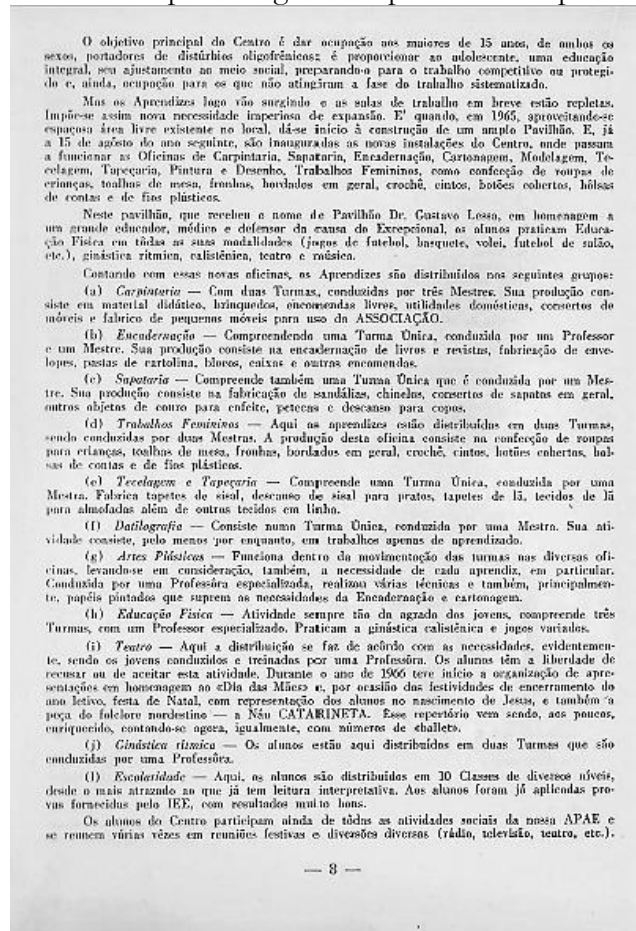 O objetivo principal do Centro é dar ocupação aos maiores de 15 anos, de ambos os
sexos, portadores de distúrbios oligofrênicos; é proporcionar ao adolescente, uma educação
integral, seu ajustamento ao meio social, preparando-o para o trabalho competitivo ou protegi-
do e, ainda, ocupação para os que não atingiram a fase do trabalho sistematizado.
Mas os Aprendizes logo vão surgindo e as salas de trabalho em breve estão repletas.
Impõe-se assim nova necessidade imperiosa de expansão. E' quando, em 1965, aproveitando-se
espaçosa área livre existente no local, dá-se início à construção de um amplo Pavilhão. E, já
a 15 de agôsto do ano seguinte, são inauguradas as novas instalações do Centro, onde passam
a funcionar as Oficinas de Carpintaria, Sapataria, Encadernação, Cartonagem, Modelagem, Te-
celagem, Tapeçaria, Pintura e Desenho, Trabalhos Femininos, como confecção de roupas de
crianças, toalhas de mesa, fronhas, bordados em geral, crochê, cintos, botões cobertos, bôlsas
de contas e de fios plásticos.
Neste pavilhão, que recebeu o nome de Pavilhão Dr. Gustavo Lessa, em homenagem a
um grande educador, médico e defensor da causa do Excepcional, os alunos praticam Educa-
ção Física em tôdas as suas modalidades (jogos de futebol, basquete, volei, futebol de salão,
etc.), ginástica rítmica, calistênica, teatro e música.
Contando com essas novas oficinas, os Aprendizes são distribuídos nos seguintes grupos:
(a) Carpintaria — Com duas Turmas, conduzidas por três Mestres. Sua produção con-
siste em material didático, brinquedos, encomendas livres, utilidades domésticas, consertos de
móveis e fabrico de pequenos móveis para uso da ASSOCIAÇÃO.
(b) Encadernação — Compreendendo uma Turma Única, conduzida por um Professor
e um Mestre. Sua produção consiste na encadernação de livros e revistas, fabricação de enve-
lopes, pastas de cartolina, blocos, caixas e outras encomendas.
(c) Sapataria — Compreende também uma Turma Única que é conduzida por um Mes-
tre. Sua produção consiste na fabricação de sandálias, chinelos, consertos de sapatos em geral,
outros objetos de couro para enfeite, petecas e descanso para copos.
(d) Trabalhos Femininos — Aqui as aprendizes estão distribuídas em duas Turmas,
sendo conduzidas por duas Mestras. A produção desta oficina consiste na confecção de roupas
para crianças, toalhas de mesa, fronhas, bordados em geral, crochê, cintos, botões cobertos, bôl-
sas de contas e de fios plásticos.
(e) Tecelagem e Tapeçaria — Compreende uma Turma Única, conduzida por uma
Mestra. Fabrica tapetes de sisal, descanso de sisal para pratos, tapetes de lã, tecidos de lã
para almofadas além de outros tecidos em linho.
(f) Datilografia — Consiste numa Turma Única, conduzida por uma Mestra. Sua ati-
vidade consiste, pelo menos por enquanto, em trabalhos apenas de aprendizado.
(g) Artes Plásticas — Funciona dentro da movimentação das turmas nas diversas ofi-
cinas, levando-se em consideração, também, a necessidade de cada aprendiz, em particular.
Conduzida por uma Professôra especializada, realizou várias técnicas e também, principalmen-
te, papéis pintados que suprem as necessidades da Encadernação e cartonagem.
(h) Educação Física — Atividade sempre tão do agrado dos jovens, compreende três
Turmas, com um Professor especializado. Praticam a ginástica calistênica e jogos variados.
(i) Teatro — Aqui a distribuição se faz de acôrdo com as necessidades, evidentemen-
te, sendo os jovens conduzidos e treinados por uma Professôra. Os alunos têm a liberdade de
recusar ou de aceitar esta atividade. Durante o ano de 1966 teve início a organização de apre-
sentações em homenagem ao «Dia das Mães» e, por ocasião das festividades de encerramento do
ano letivo, festa de Natal, com representação dos alunos no nascimento de Jesus, e também a
peça do folclore nordestino — a Náu CATARINETA. Êsse repertório vem sendo, aos poucos,
enriquecido, contando-se agora, igualmente, com números de «ballet».
(j) Ginástica rítmica — Os alunos estão aqui distribuídos em duas Turmas que são
conduzidas por uma Professôra.
(l) Escolaridade — Aqui, os alunos são distribuídos em 10 Classes de diversos níveis,
desde o mais atrazado ao que já tem leitura interpretativa. Aos alunos foram já aplicadas pro-
vas fornecidas pelo IEE, com resultados muito bons.
Os alunos do Centro participam ainda de tôdas as atividades sociais da nossa APAE e
se reunem várias vêzes em reuniões festivas e diversões diversas (rádio, televisão, teatro, etc.).
— 8 —